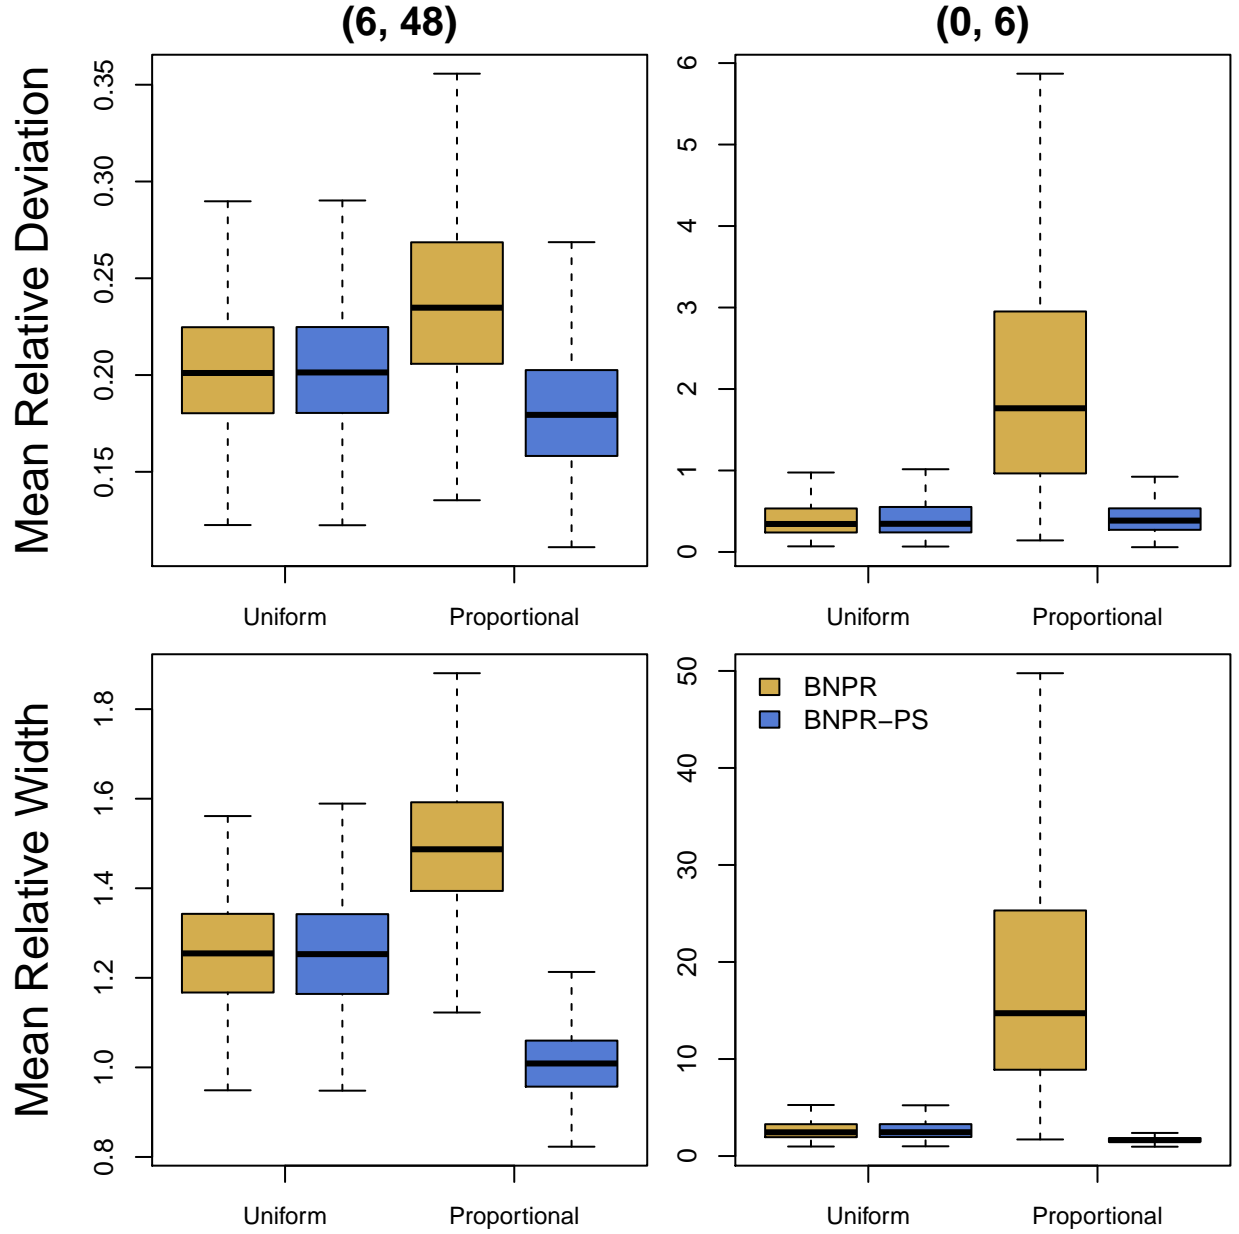 (6, 48)
(0, 6)
Mean Relative Deviation
0.35
0.30
0.25
0.20
0.15
Uniform
Proportional
6
5
4
3
2
1
0
Uniform
Proportional
Mean Relative Width
1.8
1.6
1.4
1.2
1.0
0.8
Uniform
Proportional
50
40
30
20
10
0
BNPR
BNPR−PS
Uniform
Proportional